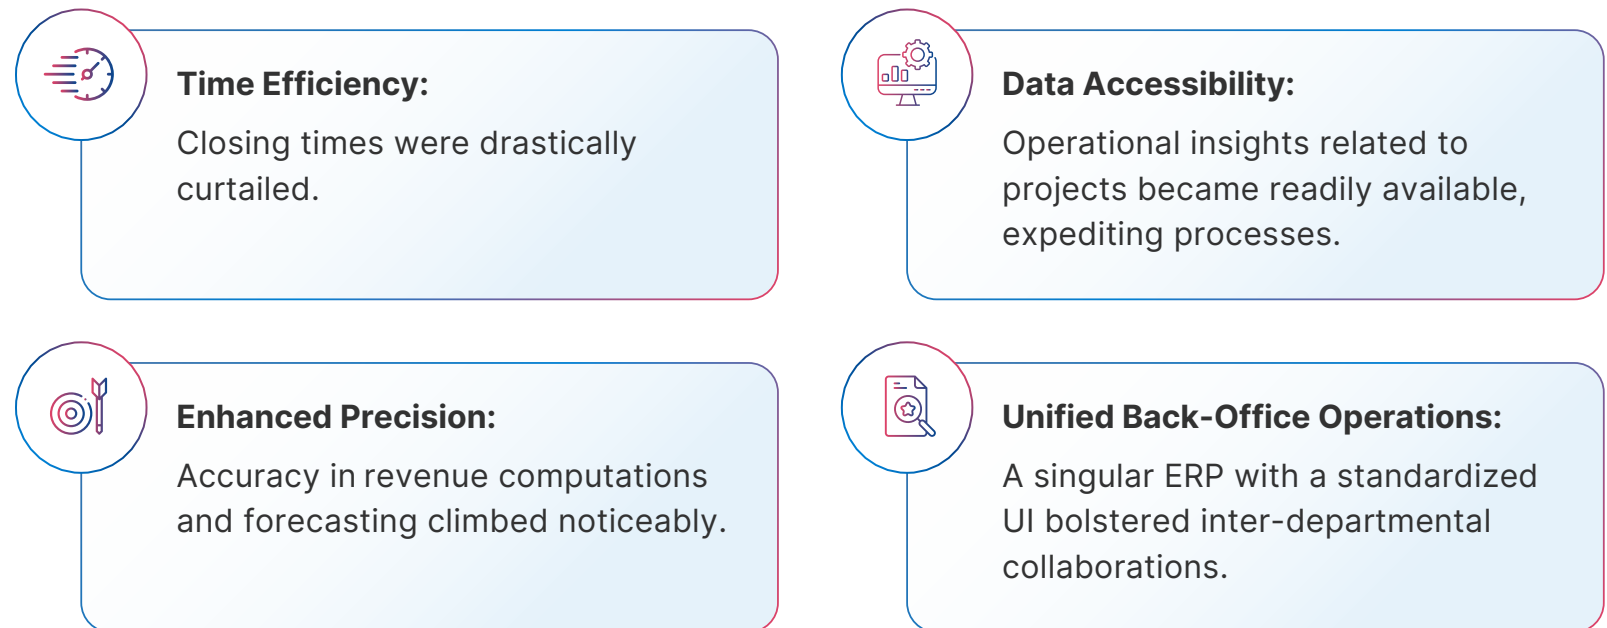 Time Efficiency:
Closing times were drastically
curtailed.
Data Accessibility:
Operational insights related to
projects became readily available,
expediting processes.
Enhanced Precision:
Accuracy in revenue computations
and forecasting climbed noticeably.
Unified Back-Office Operations:
A singular ERP with a standardized
UI bolstered inter-departmental
collaborations.